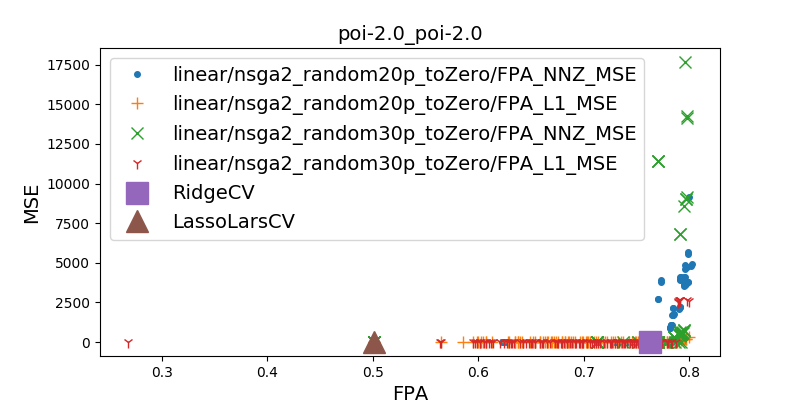 poi-2.0_poi-2.0
MSE
17500
15000
12500
10000
7500
5000
2500
0
linear/nsga2_random20p_toZero/FPA_NNZ_MSE
linear/nsga2_random20p_toZero/FPA_L1_MSE
linear/nsga2_random30p_toZero/FPA_NNZ_MSE
linear/nsga2_random30p_toZero/FPA_L1_MSE
RidgeCV
LassoLarsCV
0.3 0.4 0.5 0.6 0.7 0.8
FPA